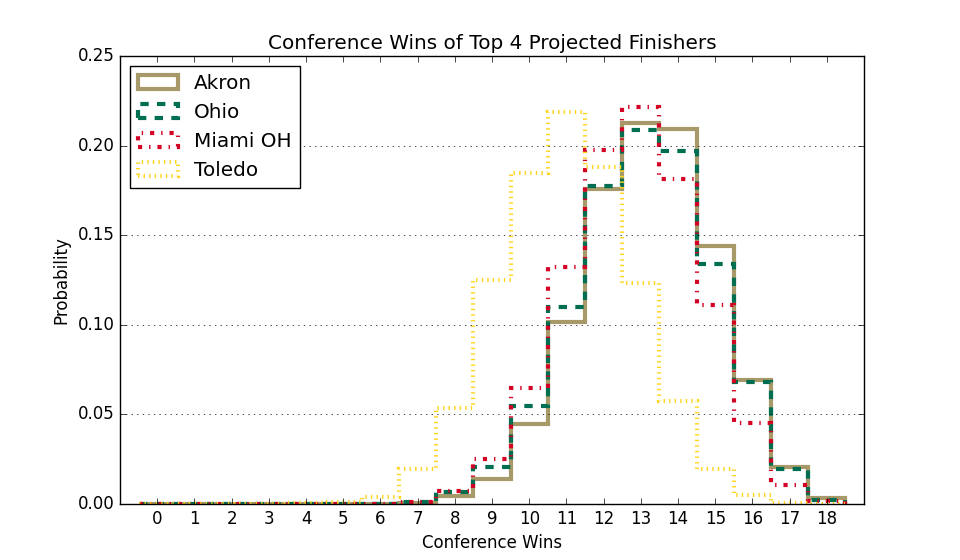 Conference Wins of Top 4 Projected Finishers
0.25
0.20
0.15
0.10
0.05
0.00
Probability
Akron
Ohio
Miami OH
Toledo
0 1 2 3 4 5 6 7 8 9 10 11 12 13 14 15 16 17 18
Conference Wins